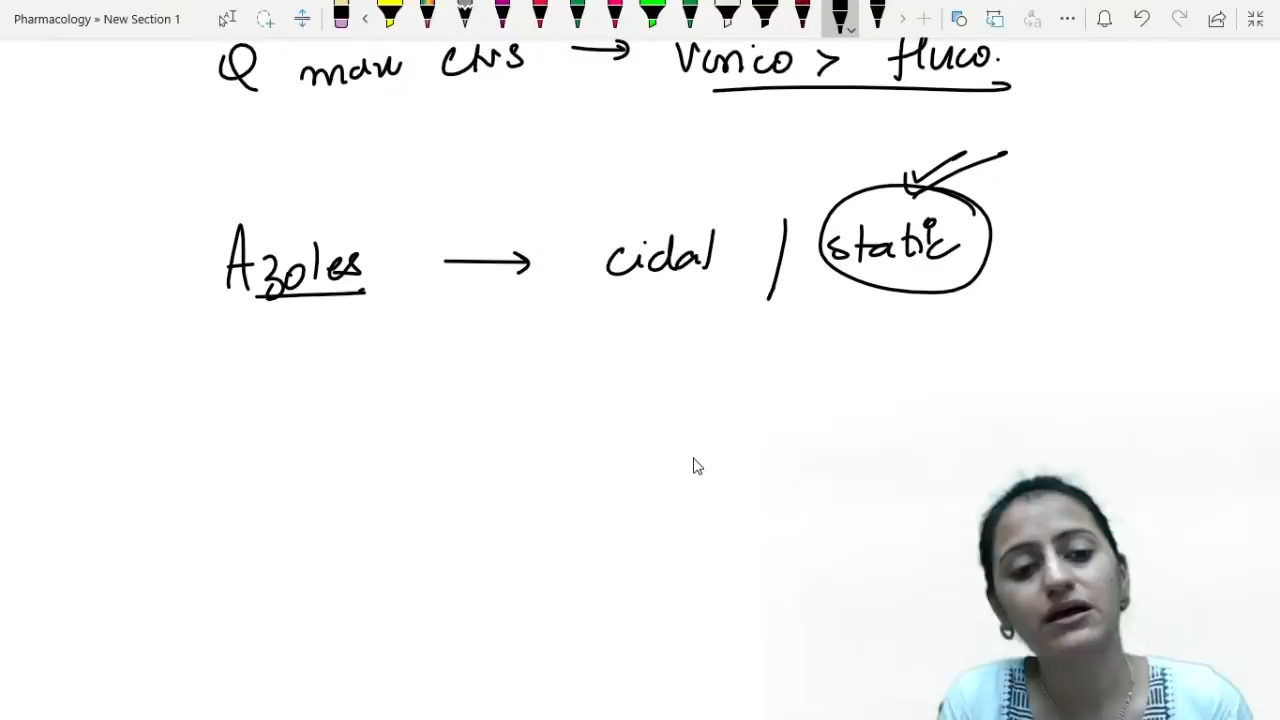 Pharmacology » New Section 1
Q max CNS → Vorico > fluco.
Azoles → cidal / static